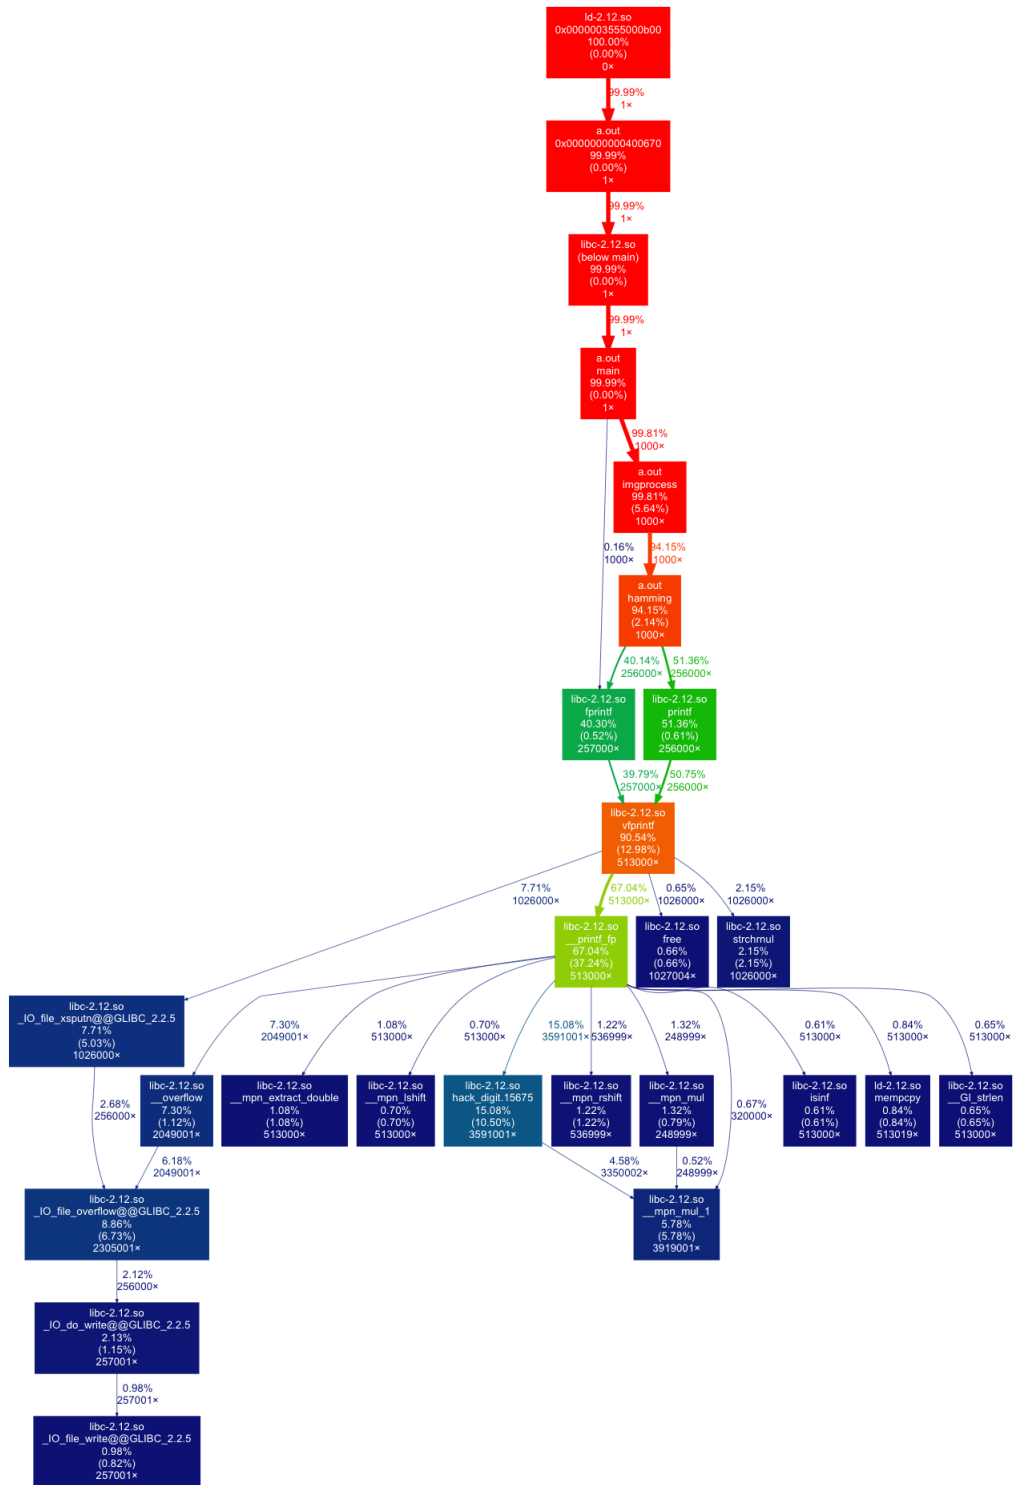 ld-2.12.so
0x0000003555000b00
100.00%
(0.00%)
0×
99.99%
1×
a.out
0x0000000000400670
99.99%
(0.00%)
1×
99.99%
1×
libc-2.12.so
(below main)
99.99%
(0.00%)
1×
99.99%
1×
a.out
main
99.99%
(0.00%)
1×
99.81%
1000×
a.out
imgprocess
99.81%
(5.64%)
1000×
0.16%
1000×
94.15%
1000×
a.out
hamming
94.15%
(2.14%)
1000×
40.14%
256000×
51.36%
256000×
libc-2.12.so
fprintf
40.30%
(0.52%)
257000×
libc-2.12.so
printf
51.36%
(0.61%)
256000×
39.79%
257000×
50.75%
256000×
libc-2.12.so
vfprintf
90.54%
(12.98%)
513000×
7.71%
1026000×
67.04%
513000×
0.65%
1026000×
2.15%
1026000×
libc-2.12.so
__printf_fp
67.04%
(37.24%)
513000×
libc-2.12.so
free
0.66%
(0.66%)
1027004×
libc-2.12.so
strchrnul
2.15%
(2.15%)
1026000×
libc-2.12.so
_IO_file_xsputn@@GLIBC_2.2.5
7.71%
(5.03%)
1026000×
7.30%
2049001×
1.08%
513000×
0.70%
513000×
15.08%
3591001×
1.22%
536999×
1.32%
248999×
0.67%
320000×
0.61%
513000×
0.84%
513000×
0.65%
513000×
2.68%
256000×
libc-2.12.so
__overflow
7.30%
(1.12%)
2049001×
libc-2.12.so
__mpn_extract_double
1.08%
(1.08%)
513000×
libc-2.12.so
__mpn_lshift
0.70%
(0.70%)
513000×
libc-2.12.so
hack_digit.15675
15.08%
(10.50%)
3591001×
libc-2.12.so
__mpn_rshift
1.22%
(1.22%)
536999×
libc-2.12.so
__mpn_mul
1.32%
(0.79%)
248999×
libc-2.12.so
isinf
0.61%
(0.61%)
513000×
ld-2.12.so
mempcpy
0.84%
(0.84%)
513019×
libc-2.12.so
__GI_strlen
0.65%
(0.65%)
513000×
6.18%
2049001×
4.58%
3350002×
0.52%
248999×
libc-2.12.so
_IO_file_overflow@@GLIBC_2.2.5
8.86%
(6.73%)
2305001×
libc-2.12.so
__mpn_mul_1
5.78%
(5.78%)
3919001×
2.12%
256000×
libc-2.12.so
_IO_do_write@@GLIBC_2.2.5
2.13%
(1.15%)
257001×
0.98%
257001×
libc-2.12.so
_IO_file_write@@GLIBC_2.2.5
0.98%
(0.82%)
257001×